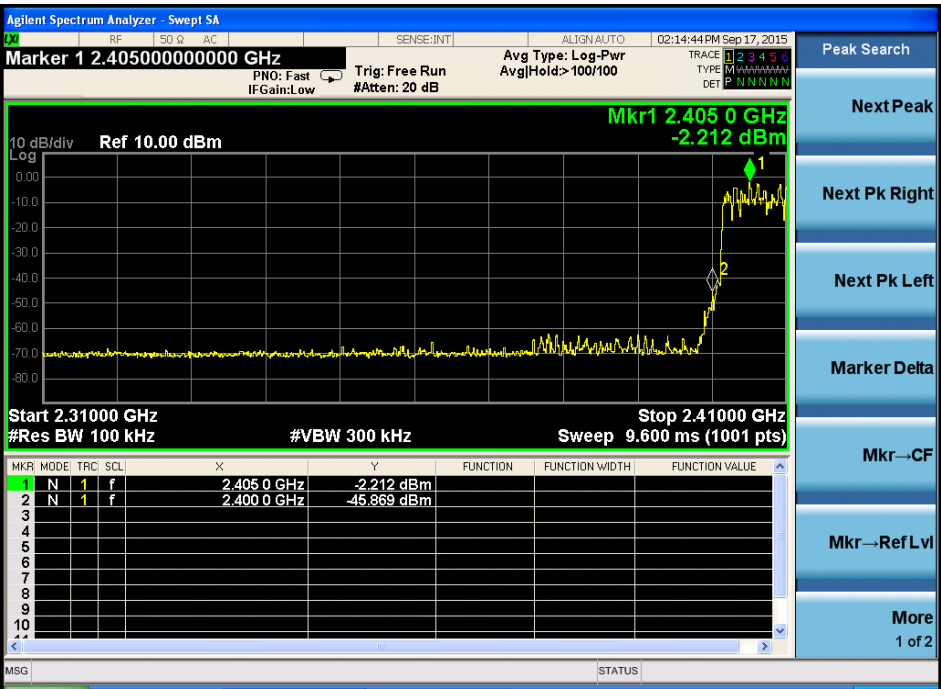 Agilent Spectrum Analyzer - Swept SA
LXI RF 50 Ω AC SENSE:INT ALIGN AUTO 02:14:44 PM Sep 17, 2015
Marker 1 2.405000000000 GHz
PNO: Fast
IFGain:Low
Trig: Free Run
#Atten: 20 dB
Avg Type: Log-Pwr
Avg|Hold:>100/100
TRACE 1 2 3 4 5 6
TYPE M
DET P N N N N N
Peak Search
Mkr1 2.405 0 GHz
-2.212 dBm
10 dB/div Ref 10.00 dBm
Log
0.00
-10.0
-20.0
-30.0
-40.0
-50.0
-60.0
-70.0
-80.0
1
2
Start 2.31000 GHz Stop 2.41000 GHz
#Res BW 100 kHz #VBW 300 kHz Sweep 9.600 ms (1001 pts)
MKR MODE TRC SCL X Y FUNCTION FUNCTION WIDTH FUNCTION VALUE
1 N 1 f 2.405 0 GHz -2.212 dBm
2 N 1 f 2.400 0 GHz -45.869 dBm
3
4
5
6
7
8
9
10
11
Next Peak
Next Pk Right
Next Pk Left
Marker Delta
Mkr→CF
Mkr→Ref Lvl
More
1 of 2
MSG STATUS